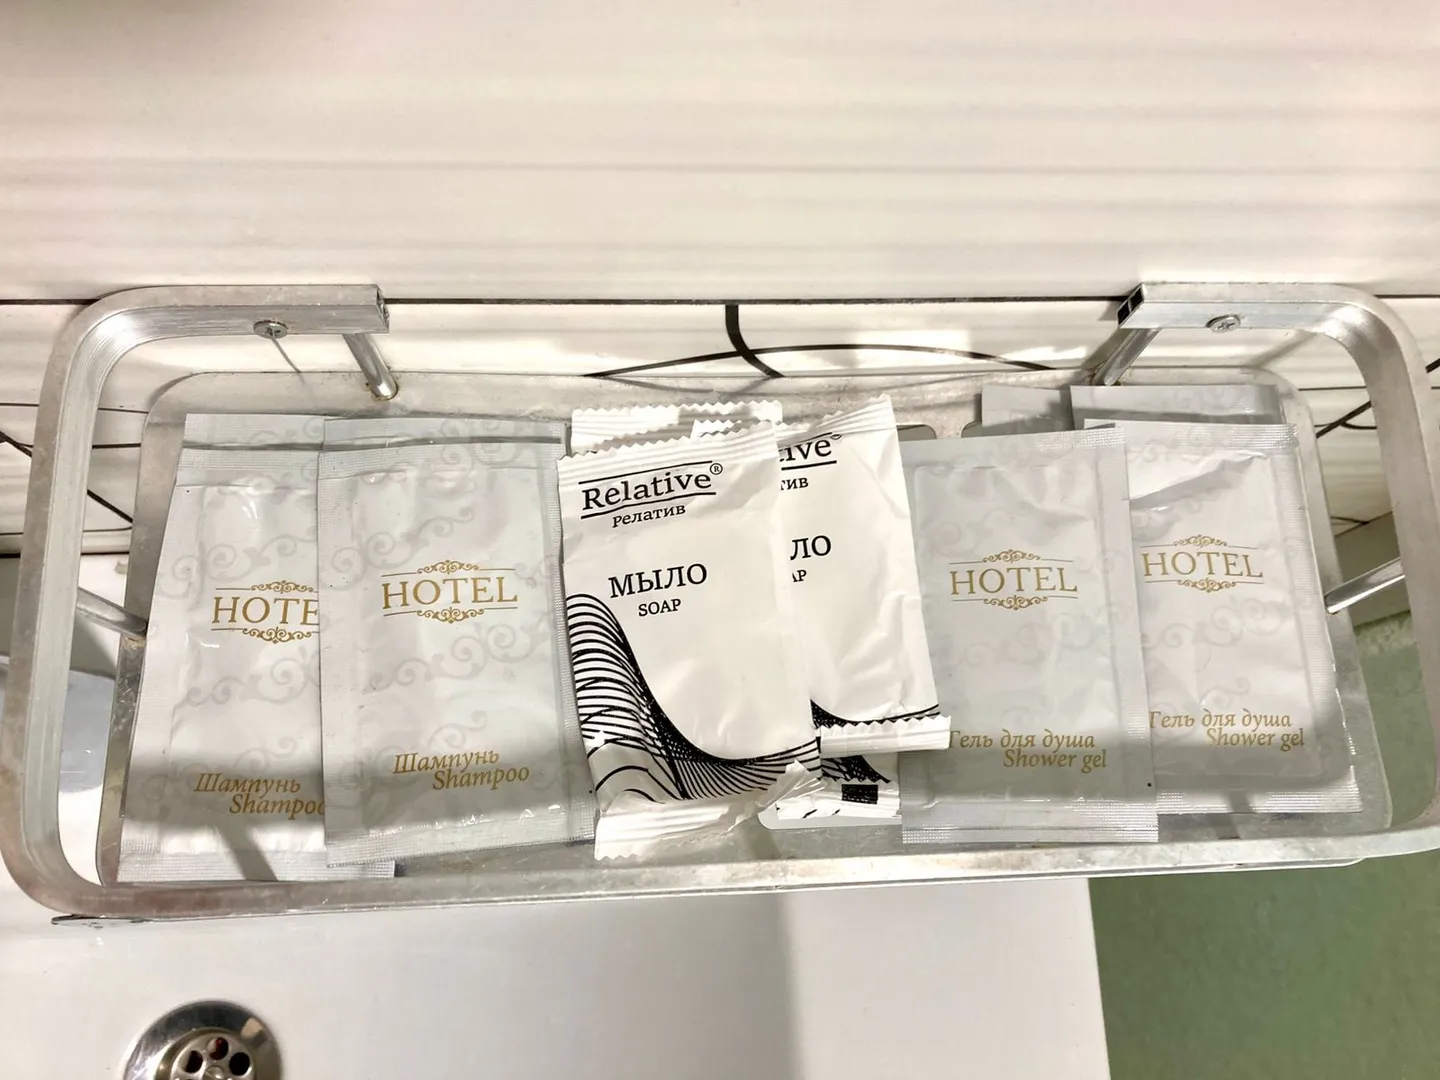 HOTE
Шампунь
Shampoo
HOTEL
Шампунь
Shampoo
Relative®
Релатив
МЫЛО
SOAP
ive®
тив
ЛО
AP
HOTEL
Гель для душа
Shower gel
HOTEL
Гель для душа
Shower gel